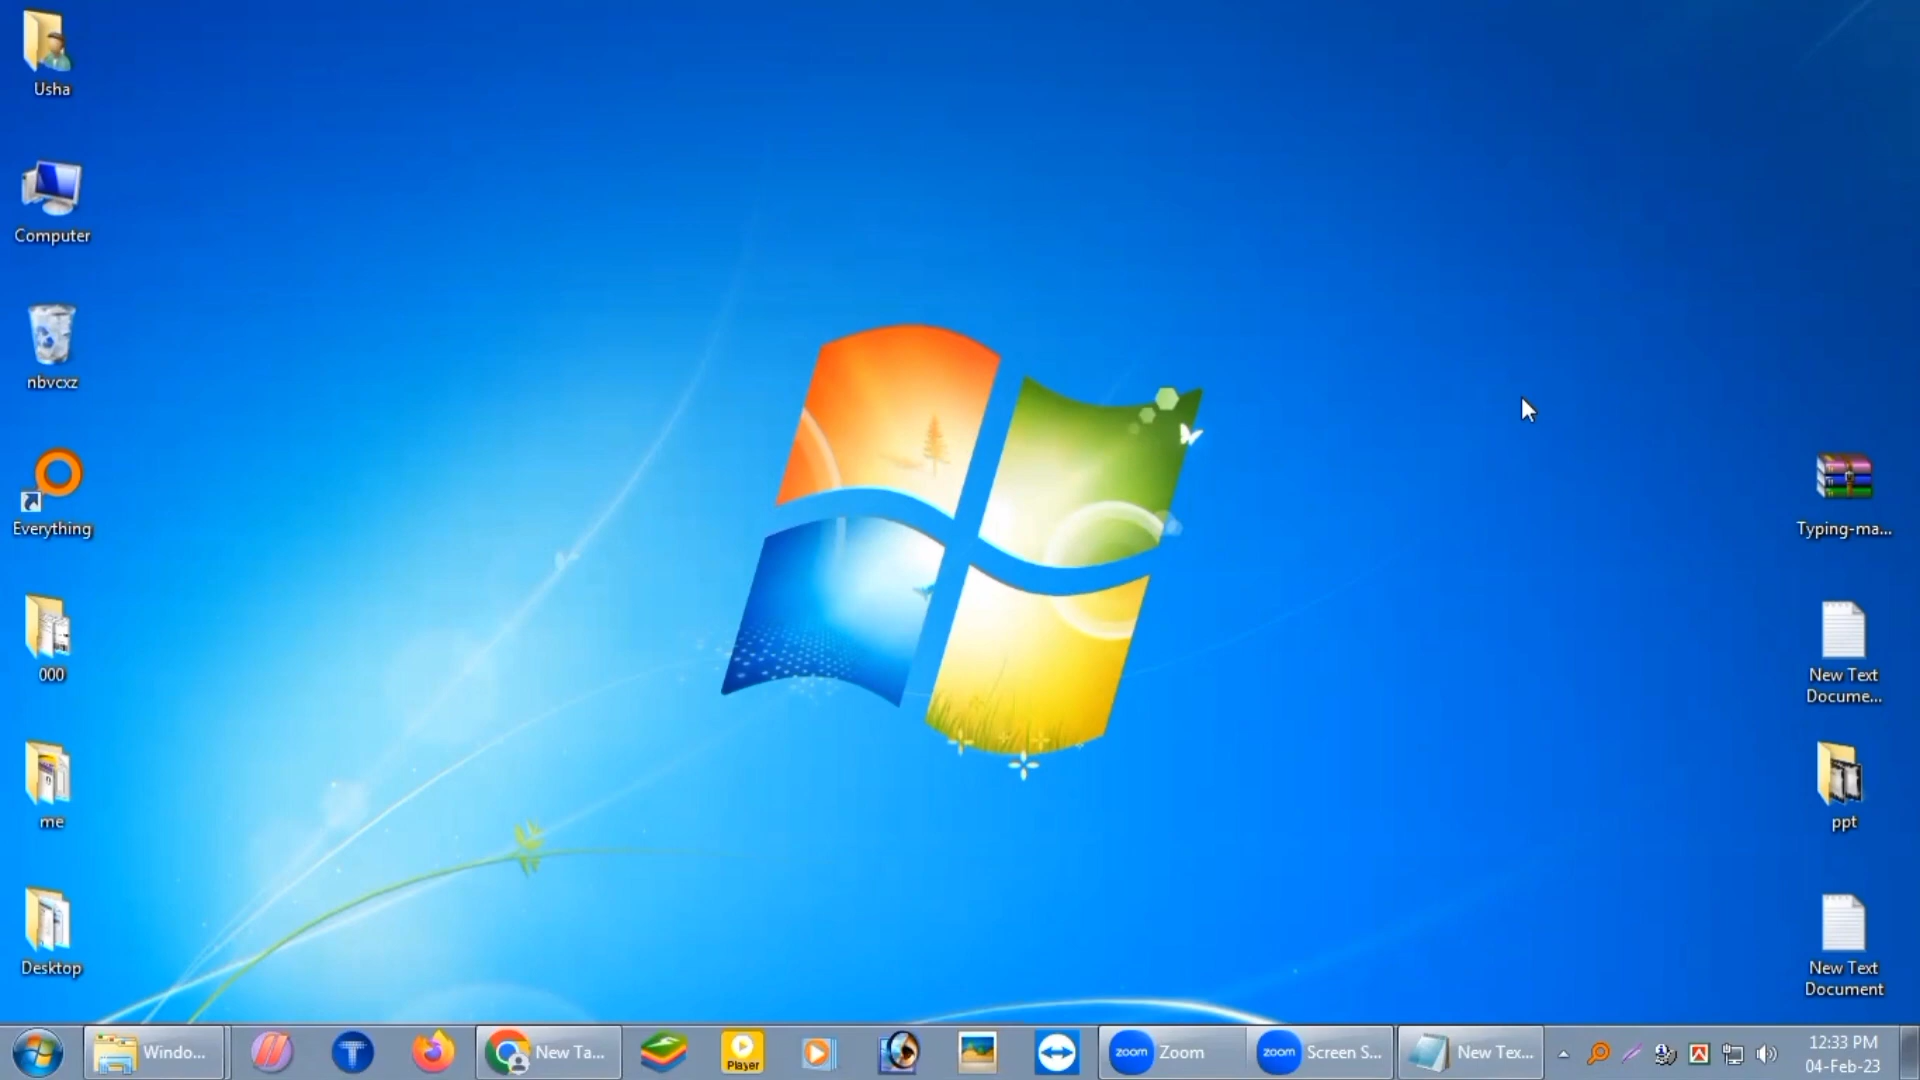 Usha
Computer
nbvcxz
Everything
000
me
Desktop
Typing-ma...
New Text
Docume...
ppt
New Text
Document
Windo...
T
New Ta...
Player
zoom Zoom
zoom Screen S...
New Tex...
12:33 PM
04-Feb-23